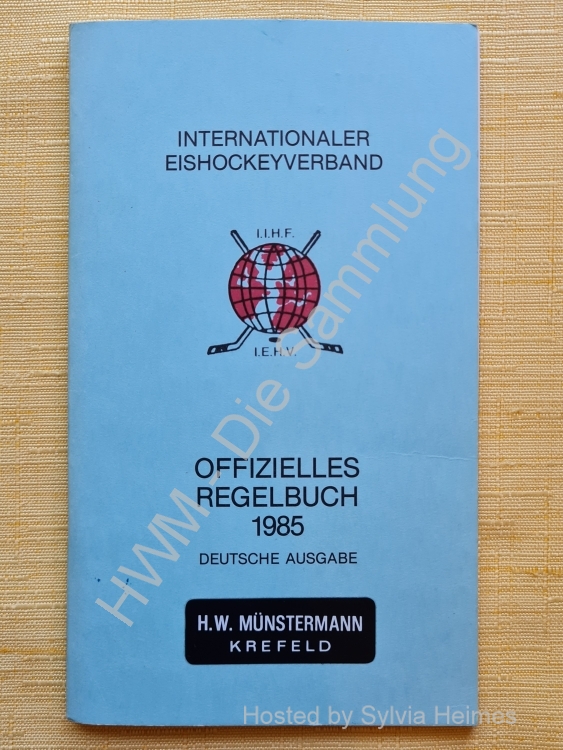 INTERNATIONALER
EISHOCKEYVERBAND
I.I.H.F.
I.E.H.V.
OFFIZIELLES
REGELBUCH
1985
DEUTSCHE AUSGABE
H.W. MÜNSTERMANN
KREFELD
HWM - Die Sammlung
Hosted by Sylvia Heimes